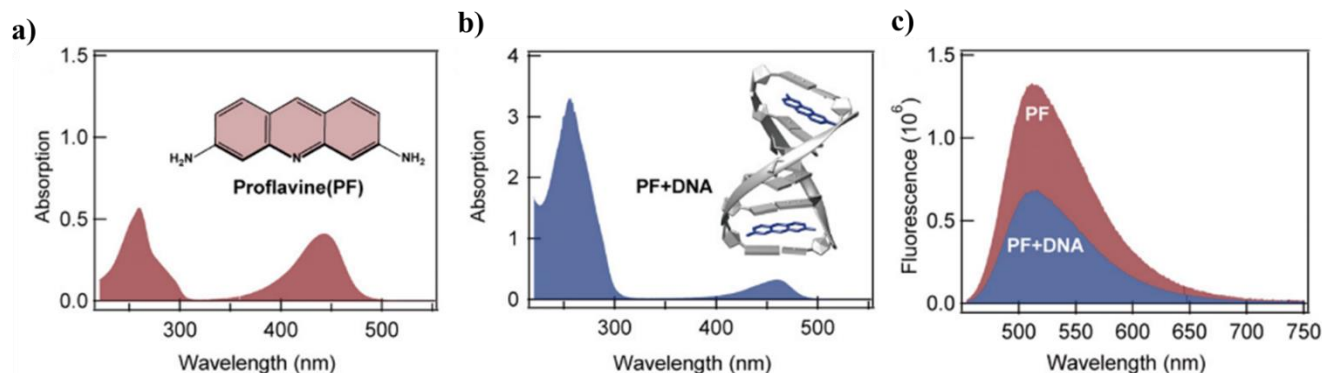 a)
1.5
1.0
0.5
0.0
Absorption
H₂N
N
NH₂
Proflavine(PF)
300
400
500
Wavelength (nm)
b)
4
3
2
1
0
Absorption
PF+DNA
300
400
500
Wavelength (nm)
c)
1.5
1.0
0.5
0.0
Fluorescence (10⁶)
PF
PF+DNA
500
550
600
650
700
750
Wavelength (nm)